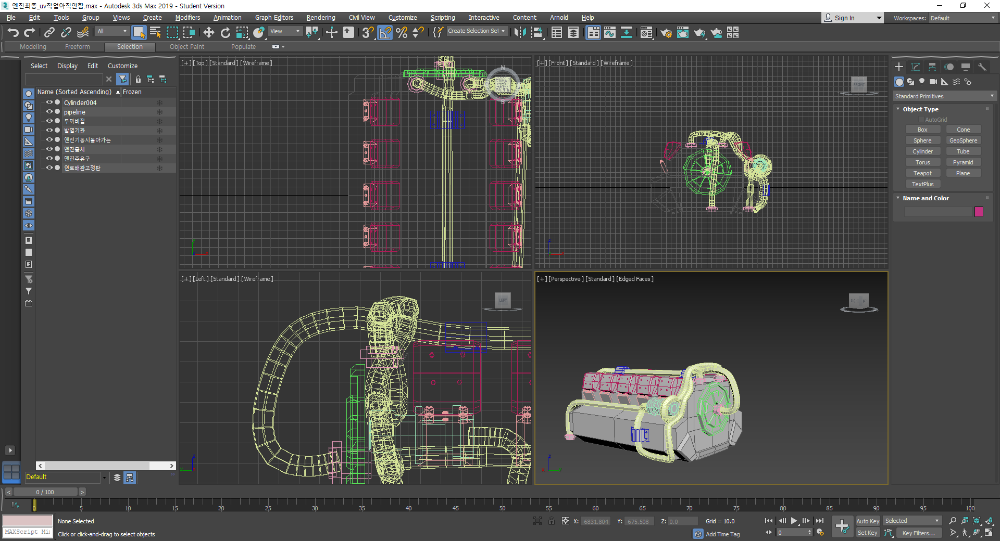 엔진최종_uv작업아직안함.max - Autodesk 3ds Max 2019 - Student Version
File Edit Tools Group Views Create Modifiers Animation Graph Editors Rendering Civil View Customize Scripting Interactive Content Arnold Help
Sign In
Workspaces: Default
All
View
Create Selection Set
Modeling Freeform Selection Object Paint Populate
Select Display Edit Customize
Name (Sorted Ascending) Frozen
Cylinder004
pipeline
두꺼비집
발열기관
엔진기동시돌아가는
엔진몸체
엔진주유구
연료배관고정판
Default
[+] [Top] [Standard] [Wireframe]
N
S
[+] [Front] [Standard] [Wireframe]
FRONT
[+] [Left] [Standard] [Wireframe]
LEFT
[+] [Perspective] [Standard] [Edged Faces]
RIGHT
Standard Primitives
Object Type
AutoGrid
Box Cone
Sphere GeoSphere
Cylinder Tube
Torus Pyramid
Teapot Plane
TextPlus
Name and Color
0 / 100
0 5 10 15 20 25 30 35 40 45 50 55 60 65 70 75 80 85 90 95 100
None Selected
X: -6831.804 Y: -675.508 Z: 0.0 Grid = 10.0
Auto Key Selected
MAXScript Mi
Click or click-and-drag to select objects
Add Time Tag
0
Set Key Key Filters...